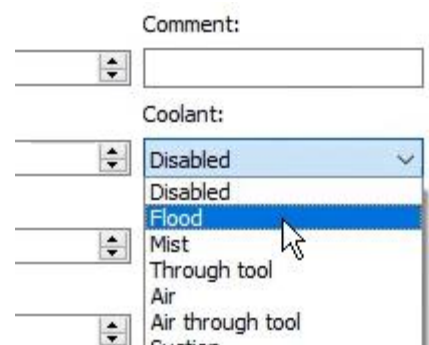 Comment:
Coolant:
Disabled
Disabled
Flood
Mist
Through tool
Air
Air through tool